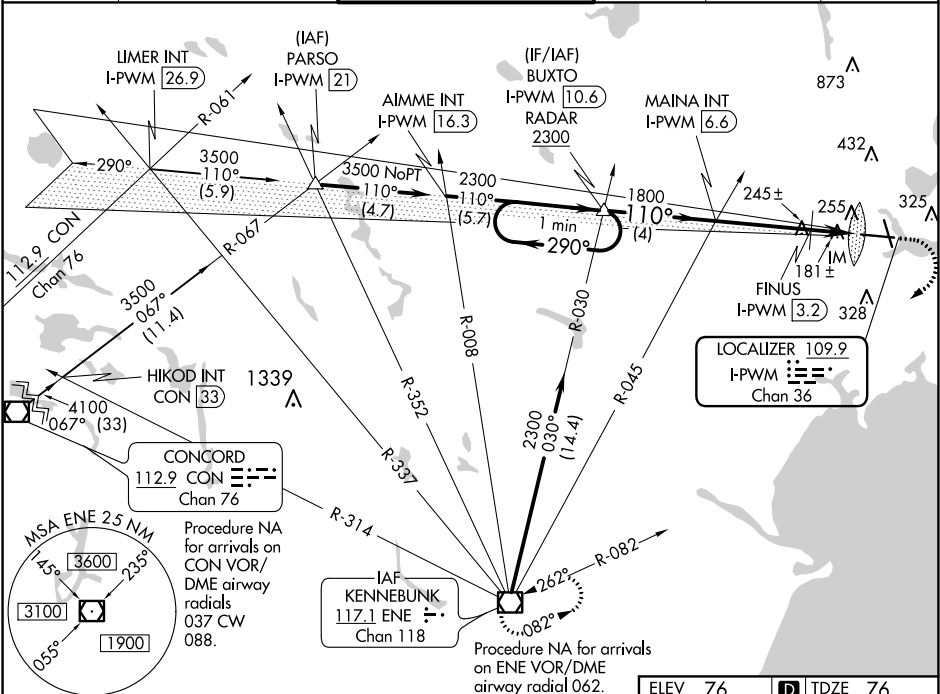 LIMER INT
I-PWM 26.9
(IAF)
PARSO
I-PWM 21
AIMME INT
I-PWM 16.3
(IF/IAF)
BUXTO
I-PWM 10.6
RADAR
2300
MAINA INT
I-PWM 6.6
873
432
325
R-061
290°
3500
110°
(5.9)
3500 NoPT
110°
(4.7)
2300
110°
(5.7)
1 min
290°
1800
110°
(4)
245±
255
IM
181±
FINUS
I-PWM 3.2
328
LOCALIZER 109.9
I-PWM
Chan 36
112.9 CON
Chan 76
R-067
3500
067°
(11.4)
HIKOD INT
CON 33
1339
4100
067° (33)
CONCORD
112.9 CON
Chan 76
R-337
R-352
R-008
R-030
R-045
2300
030°
(14.4)
R-314
MSA ENE 25 NM
145°
3600
235°
3100
1900
055°
Procedure NA
for arrivals on
CON VOR/
DME airway
radials
037 CW
088.
IAF
KENNEBUNK
117.1 ENE
Chan 118
262°
R-082
082°
Procedure NA for arrivals
on ENE VOR/DME
airway radial 062.
ELEV 76
D
TDZE 76